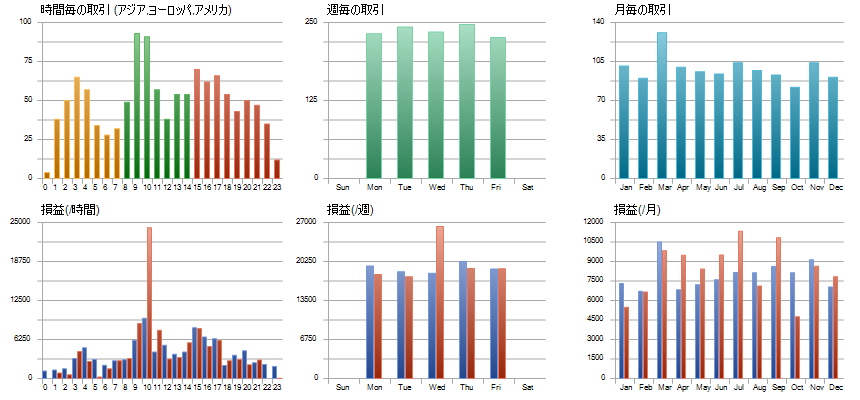 時間毎の取引 (アジア,ヨーロッパ,アメリカ)
100
75
50
25
0
0 1 2 3 4 5 6 7 8 9 10 11 12 13 14 15 16 17 18 19 20 21 22 23
週毎の取引
250
125
0
Sun Mon Tue Wed Thu Fri Sat
月毎の取引
140
105
70
35
0
Jan Feb Mar Apr May Jun Jul Aug Sep Oct Nov Dec
損益(/時間)
25000
18750
12500
6250
0
0 1 2 3 4 5 6 7 8 9 10 11 12 13 14 15 16 17 18 19 20 21 22 23
損益(/週)
27000
20250
13500
6750
0
Sun Mon Tue Wed Thu Fri Sat
損益(/月)
12000
10500
9000
7500
6000
4500
3000
1500
0
Jan Feb Mar Apr May Jun Jul Aug Sep Oct Nov Dec